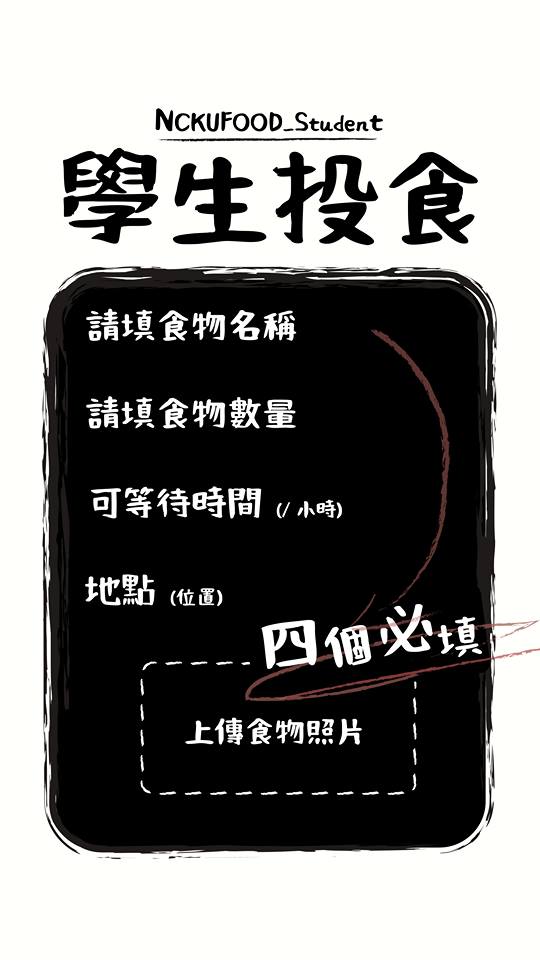 NCKUFOOD_Student
學生投食
請填食物名稱
請填食物數量
可等待時間 (/ 小時)
地點 (位置)
四個必填
上傳食物照片